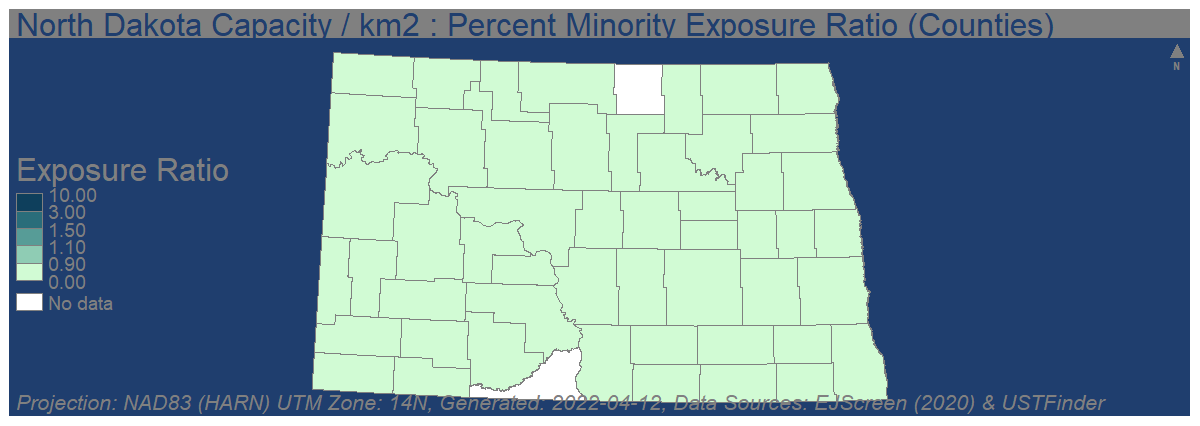 North Dakota Capacity / km2 : Percent Minority Exposure Ratio (Counties)
N
Exposure Ratio
10.00
3.00
1.50
1.10
0.90
0.00
No data
Projection: NAD83 (HARN) UTM Zone: 14N, Generated: 2022-04-12, Data Sources: EJScreen (2020) & USTFinder